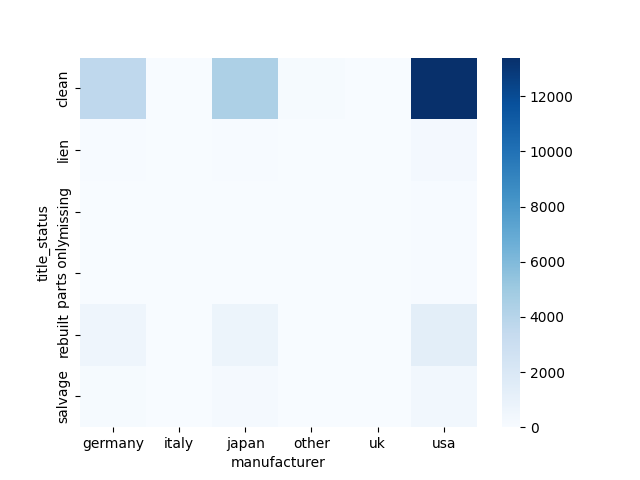 clean
lien
missing
parts only
rebuilt
salvage
title_status
germany italy japan other uk usa
manufacturer
12000
10000
8000
6000
4000
2000
0